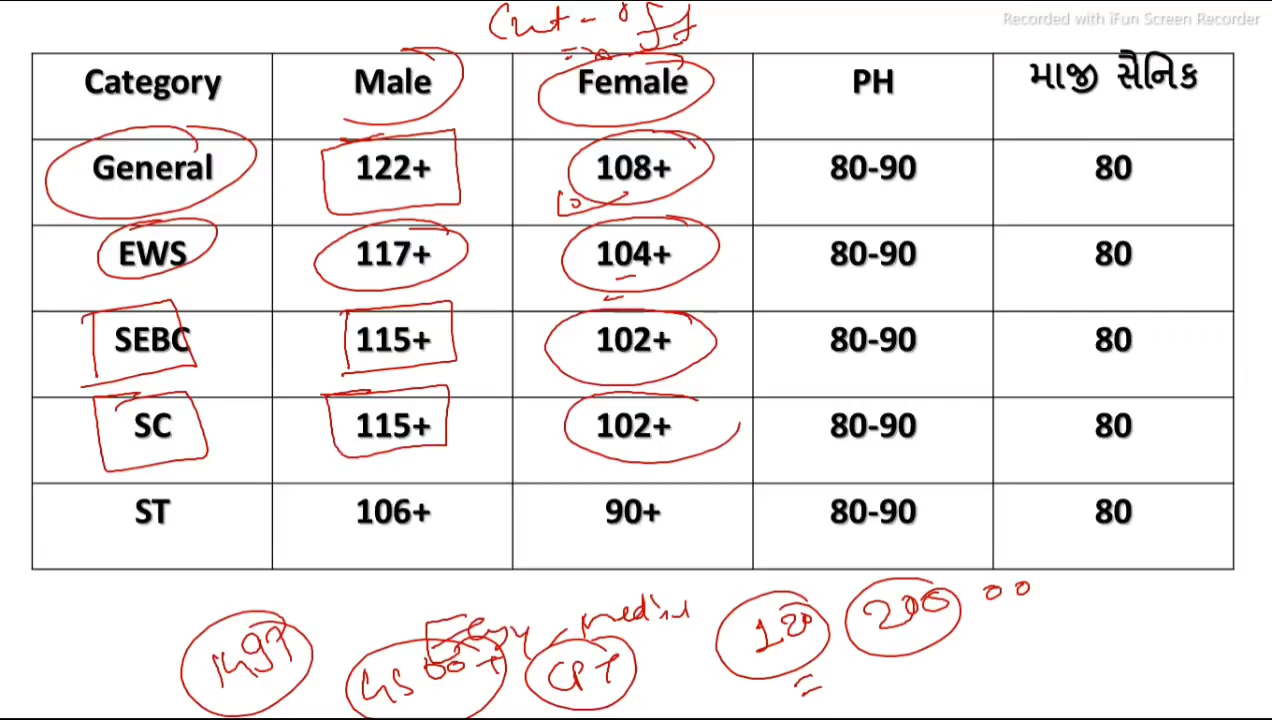 Recorded with iFun Screen Recorder
Cut - off
Category Male Female PH માજી સૈનિક
General 122+ 108+ 80-90 80
EWS 117+ 104+ 80-90 80
SEBC 115+ 102+ 80-90 80
SC 115+ 102+ 80-90 80
ST 106+ 90+ 80-90 80
Easy
120
200
CPT